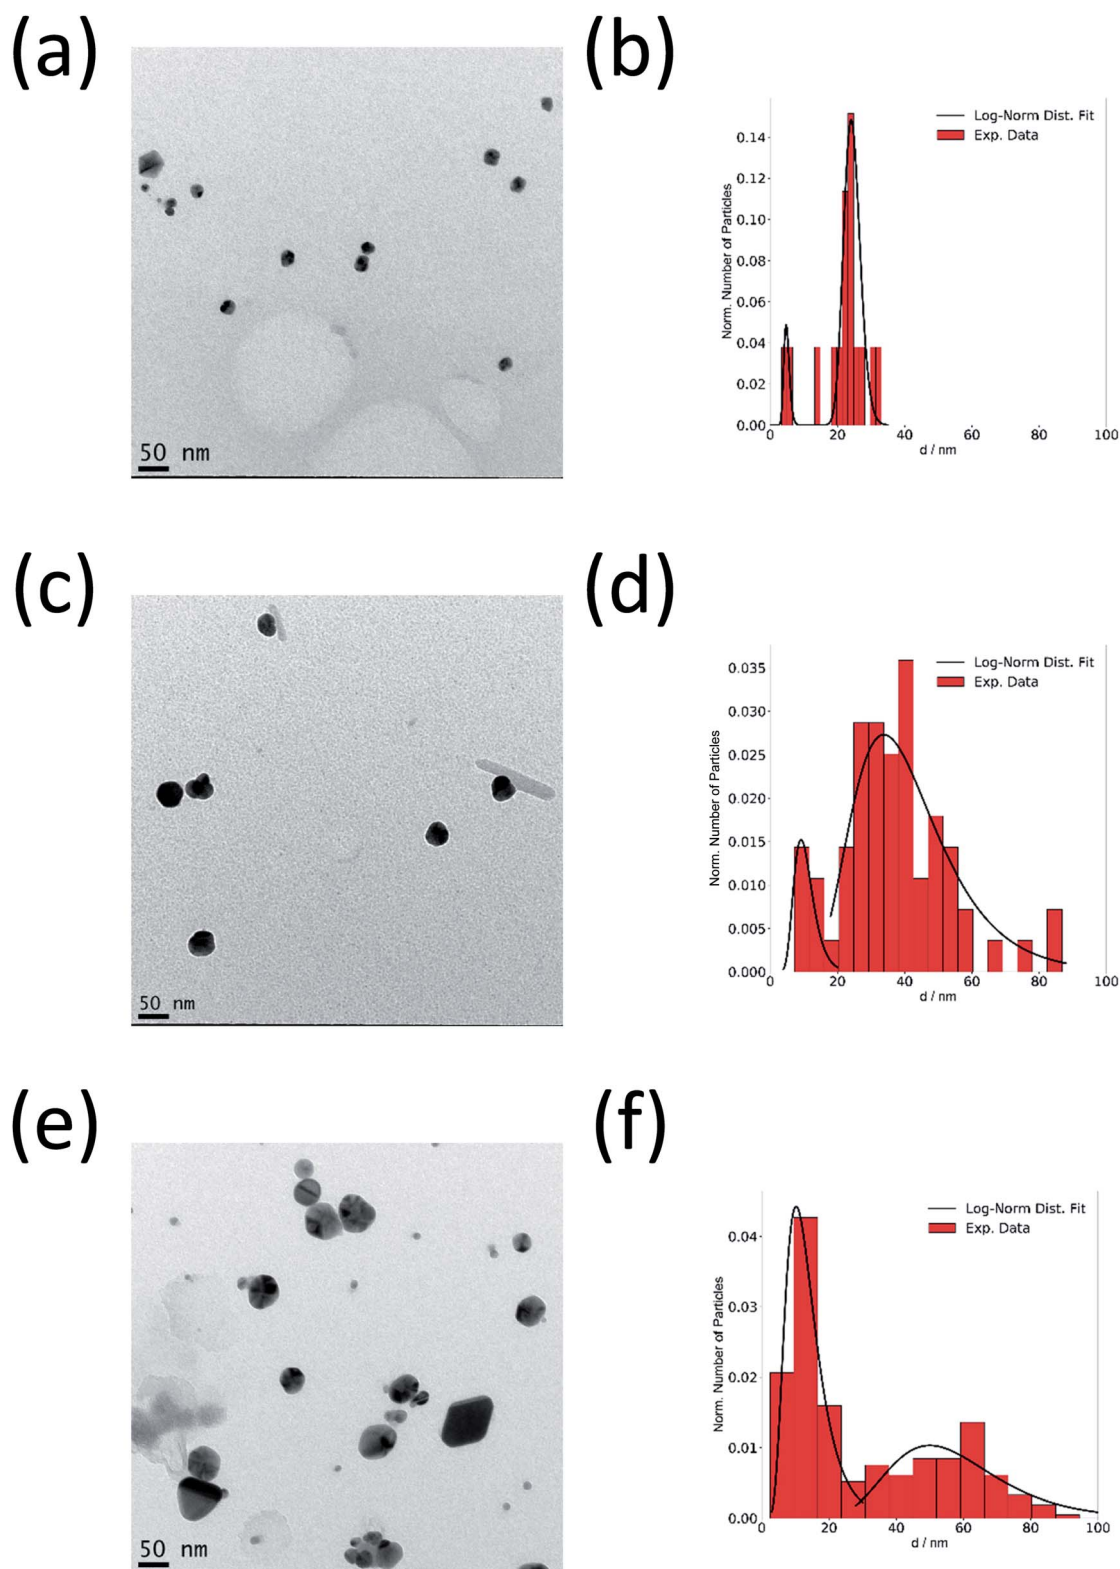 (a)
50 nm
(b)
Log-Norm Dist. Fit
Exp. Data
Norm. Number of Particles
0.14
0.12
0.10
0.08
0.06
0.04
0.02
0.00
0 20 40 60 80 100
d / nm
(c)
50 nm
(d)
Log-Norm Dist. Fit
Exp. Data
Norm. Number of Particles
0.035
0.030
0.025
0.020
0.015
0.010
0.005
0.000
0 20 40 60 80 100
d / nm
(e)
50 nm
(f)
Log-Norm Dist. Fit
Exp. Data
Norm. Number of Particles
0.04
0.03
0.02
0.01
0.00
0 20 40 60 80 100
d / nm